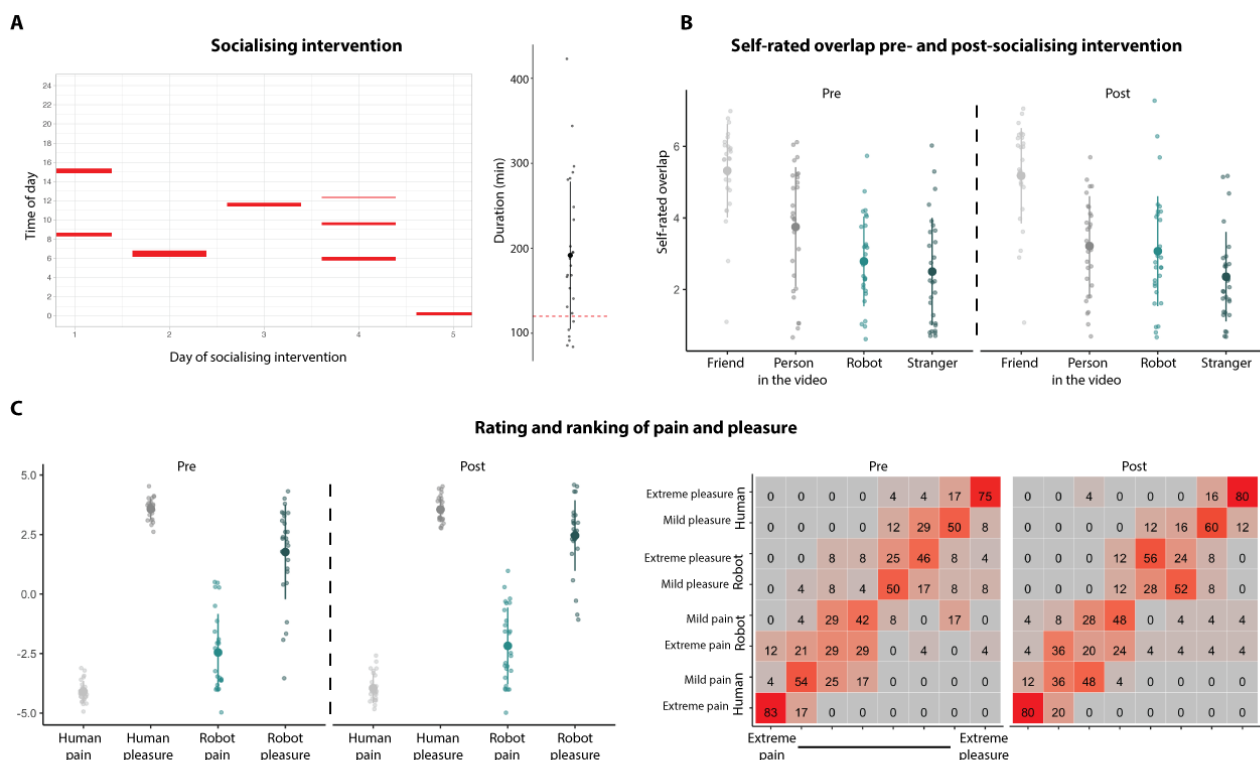 A
Socialising intervention
Time of day
24
22
20
18
16
14
12
10
8
6
4
2
0
1 2 3 4 5
Day of socialising intervention
Duration (min)
400
300
200
100
B
Self-rated overlap pre- and post-socialising intervention
Pre Post
Self-rated overlap
6
4
2
Friend Person in the video Robot Stranger Friend Person in the video Robot Stranger
C
Rating and ranking of pain and pleasure
Pre Post
5.0
2.5
0.0
-2.5
-5.0
Human pain Human pleasure Robot pain Robot pleasure Human pain Human pleasure Robot pain Robot pleasure
Pre Post
Human
Robot
Robot
Human
Extreme pleasure 0 0 0 0 4 4 17 75 0 0 4 0 0 0 16 80
Mild pleasure 0 0 0 0 12 29 50 8 0 0 0 0 12 16 60 12
Extreme pleasure 0 0 8 8 25 46 8 4 0 0 0 12 56 24 8 0
Mild pleasure 0 4 8 4 50 17 8 8 0 0 0 12 28 52 8 0
Mild pain 0 4 29 42 8 0 17 0 4 8 28 48 0 4 4 4
Extreme pain 12 21 29 29 0 4 0 4 4 36 20 24 4 4 4 4
Mild pain 4 54 25 17 0 0 0 0 12 36 48 4 0 0 0 0
Extreme pain 83 17 0 0 0 0 0 0 80 20 0 0 0 0 0 0
Extreme pain Extreme pleasure